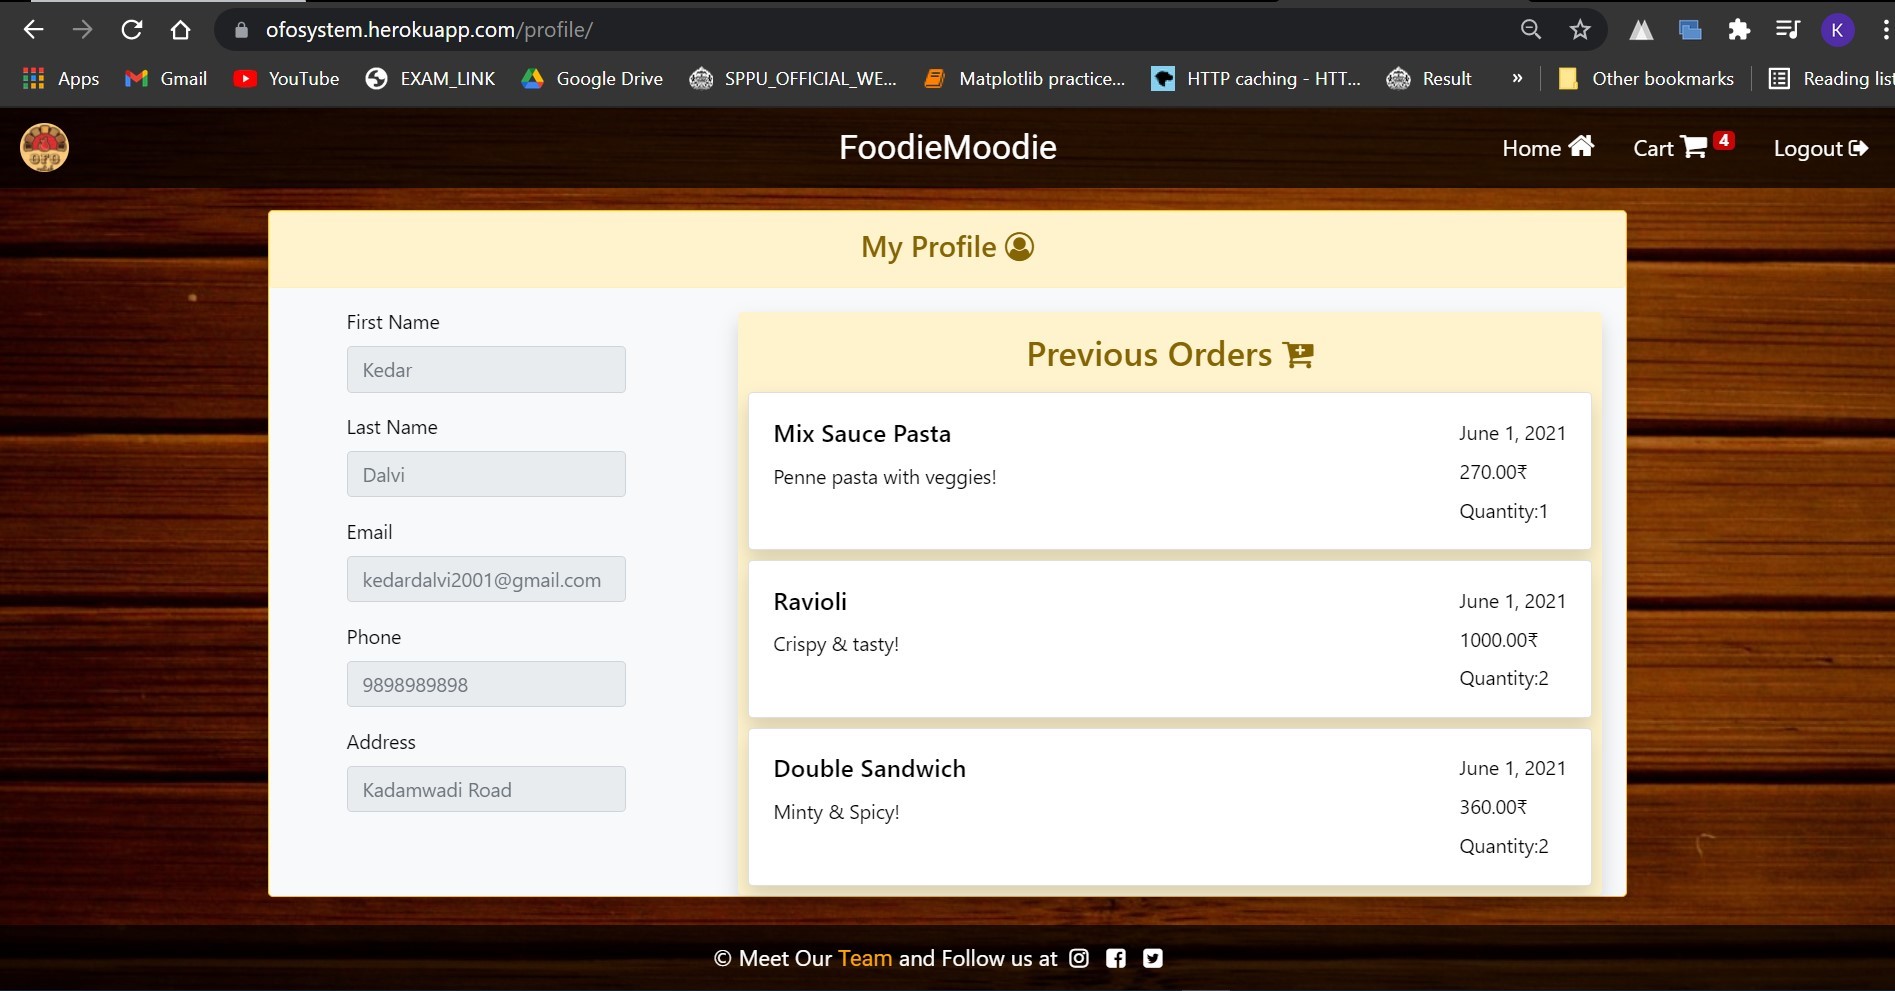 ofosystem.herokuapp.com/profile/
K
Apps
Gmail
YouTube
EXAM_LINK
Google Drive
SPPU_OFFICIAL_WE...
Matplotlib practice...
HTTP caching - HTT...
Result
»
Other bookmarks
Reading list
OFO
FoodieMoodie
Home
Cart
4
Logout
My Profile
First Name
Kedar
Last Name
Dalvi
Email
kedardalvi2001@gmail.com
Phone
9898989898
Address
Kadamwadi Road
Previous Orders
Mix Sauce Pasta
June 1, 2021
Penne pasta with veggies!
270.00₹
Quantity:1
Ravioli
June 1, 2021
Crispy & tasty!
1000.00₹
Quantity:2
Double Sandwich
June 1, 2021
Minty & Spicy!
360.00₹
Quantity:2
© Meet Our Team and Follow us at